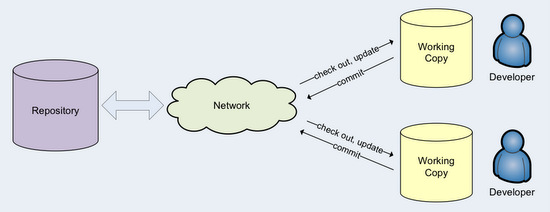 Repository
Network
check out, update
commit
Working
Copy
Developer
check out, update
commit
Working
Copy
Developer